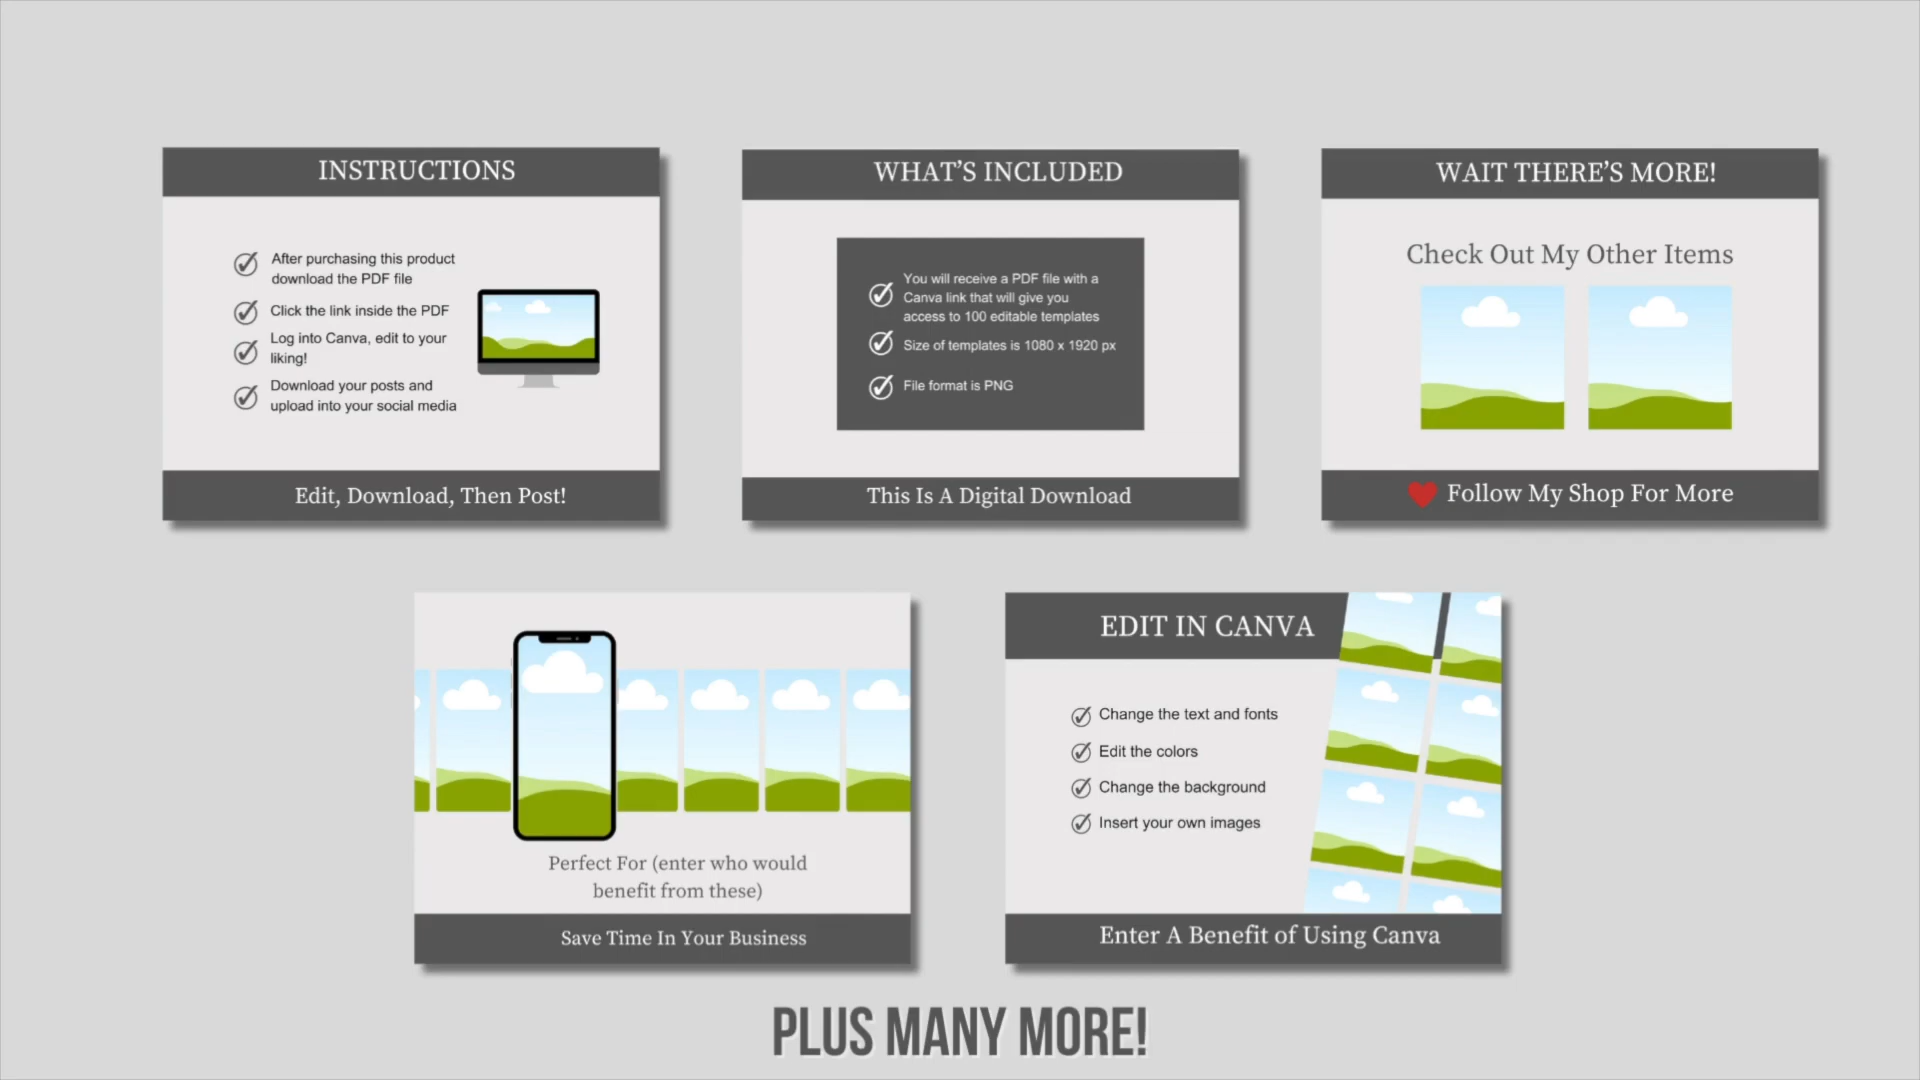 INSTRUCTIONS
After purchasing this product
download the PDF file
Click the link inside the PDF
Log into Canva, edit to your
liking!
Download your posts and
upload into your social media
Edit, Download, Then Post!
WHAT'S INCLUDED
You will receive a PDF file with a
Canva link that will give you
access to 100 editable templates
Size of templates is 1080 x 1920 px
File format is PNG
This Is A Digital Download
WAIT THERE'S MORE!
Check Out My Other Items
Follow My Shop For More
Perfect For (enter who would
benefit from these)
Save Time In Your Business
EDIT IN CANVA
Change the text and fonts
Edit the colors
Change the background
Insert your own images
Enter A Benefit of Using Canva
PLUS MANY MORE!